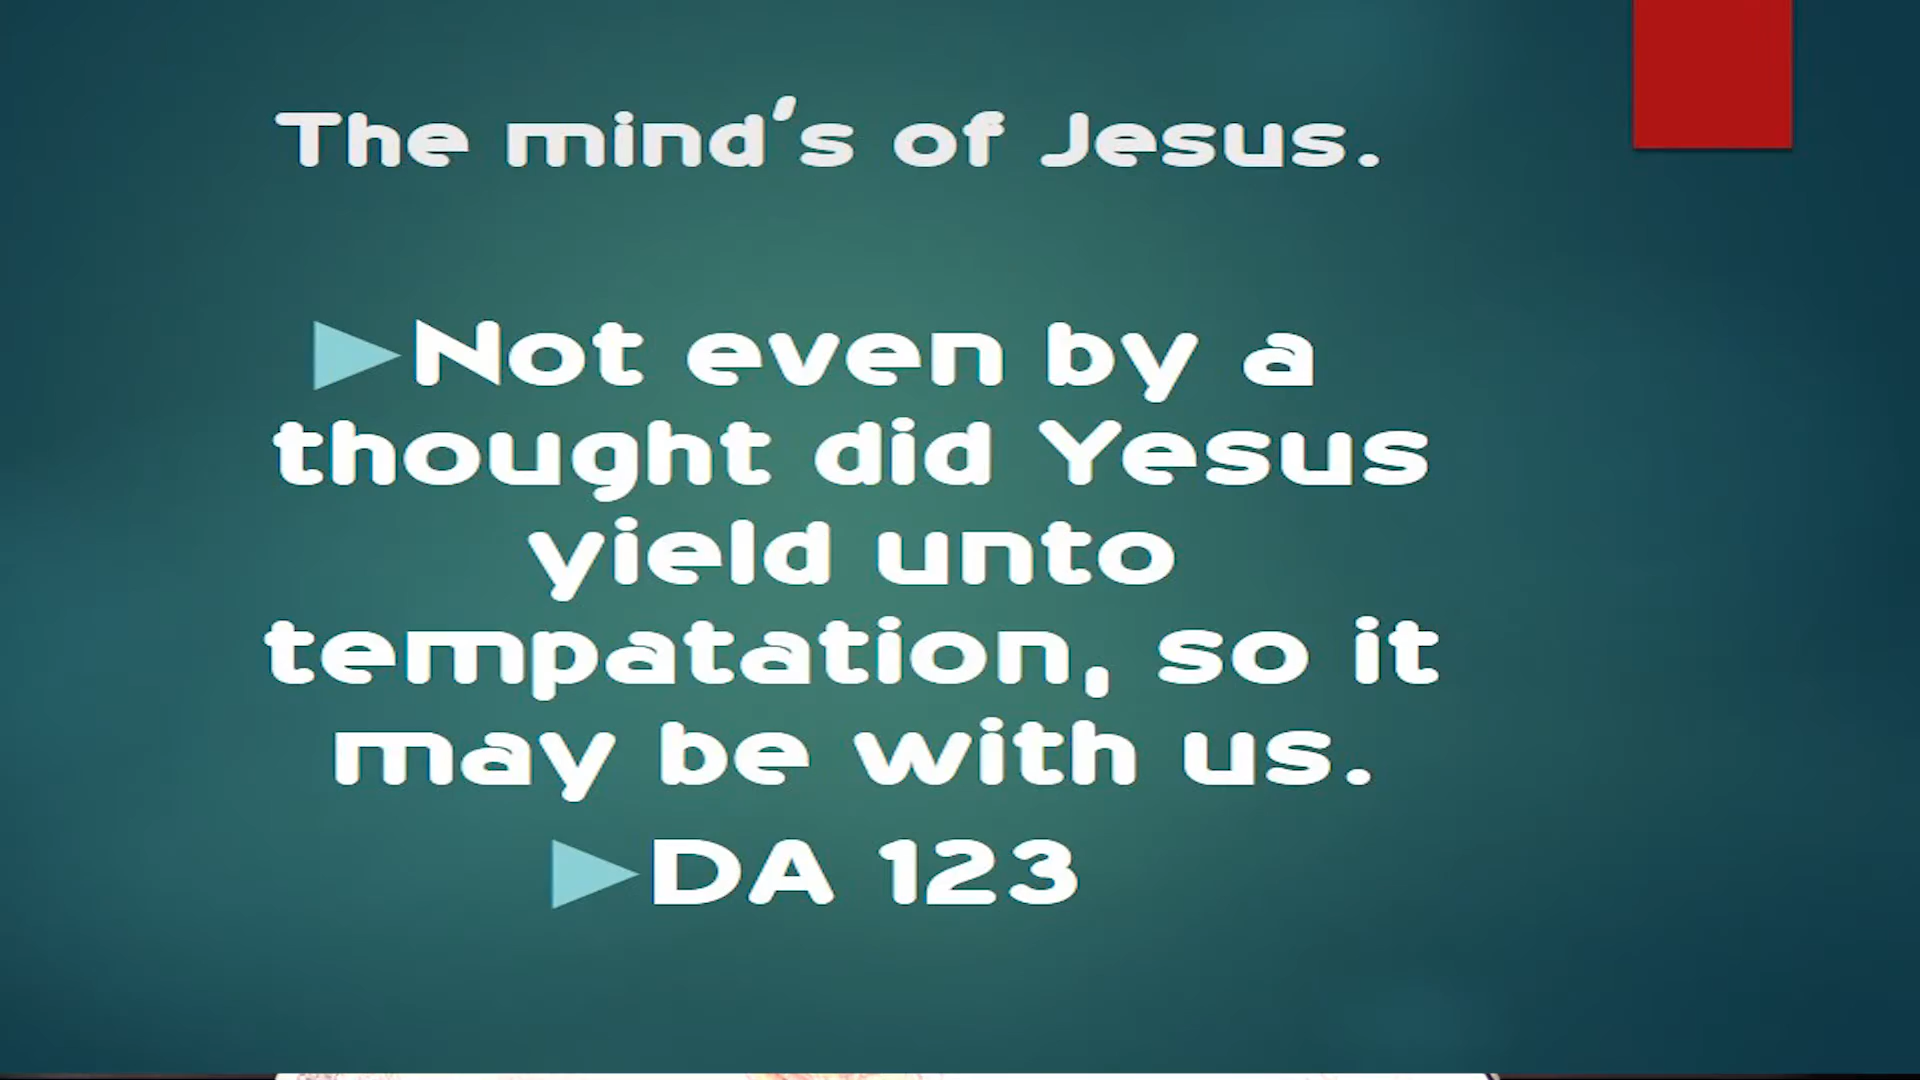 The mind's of Jesus.
Not even by a
thought did Yesus
yield unto
tempatation, so it
may be with us.
DA 123